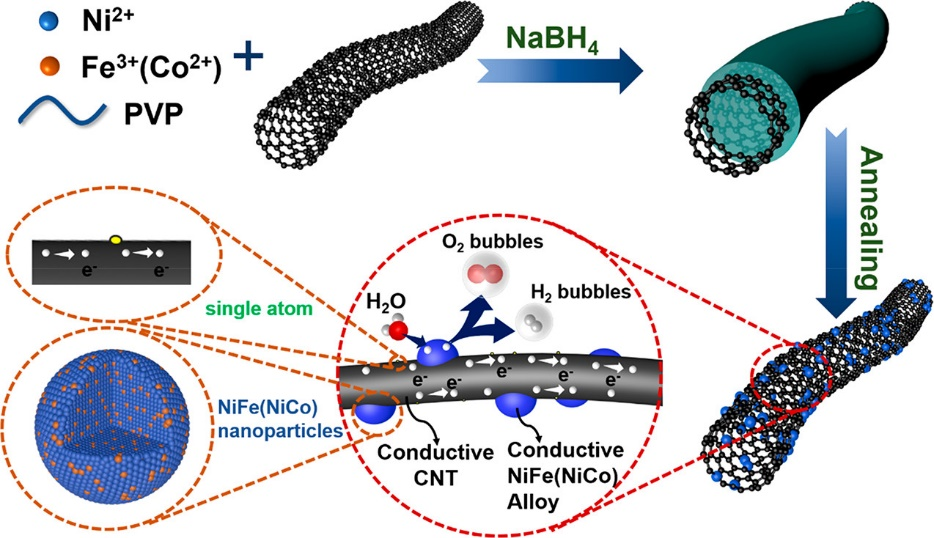 Ni²⁺
Fe³⁺(Co²⁺)
PVP
+
NaBH₄
Annealing
e⁻ e⁻
single atom
NiFe(NiCo)
nanoparticles
H₂O
O₂ bubbles
H₂ bubbles
e⁻ e⁻ e⁻ e⁻ e⁻
Conductive
CNT
Conductive
NiFe(NiCo)
Alloy